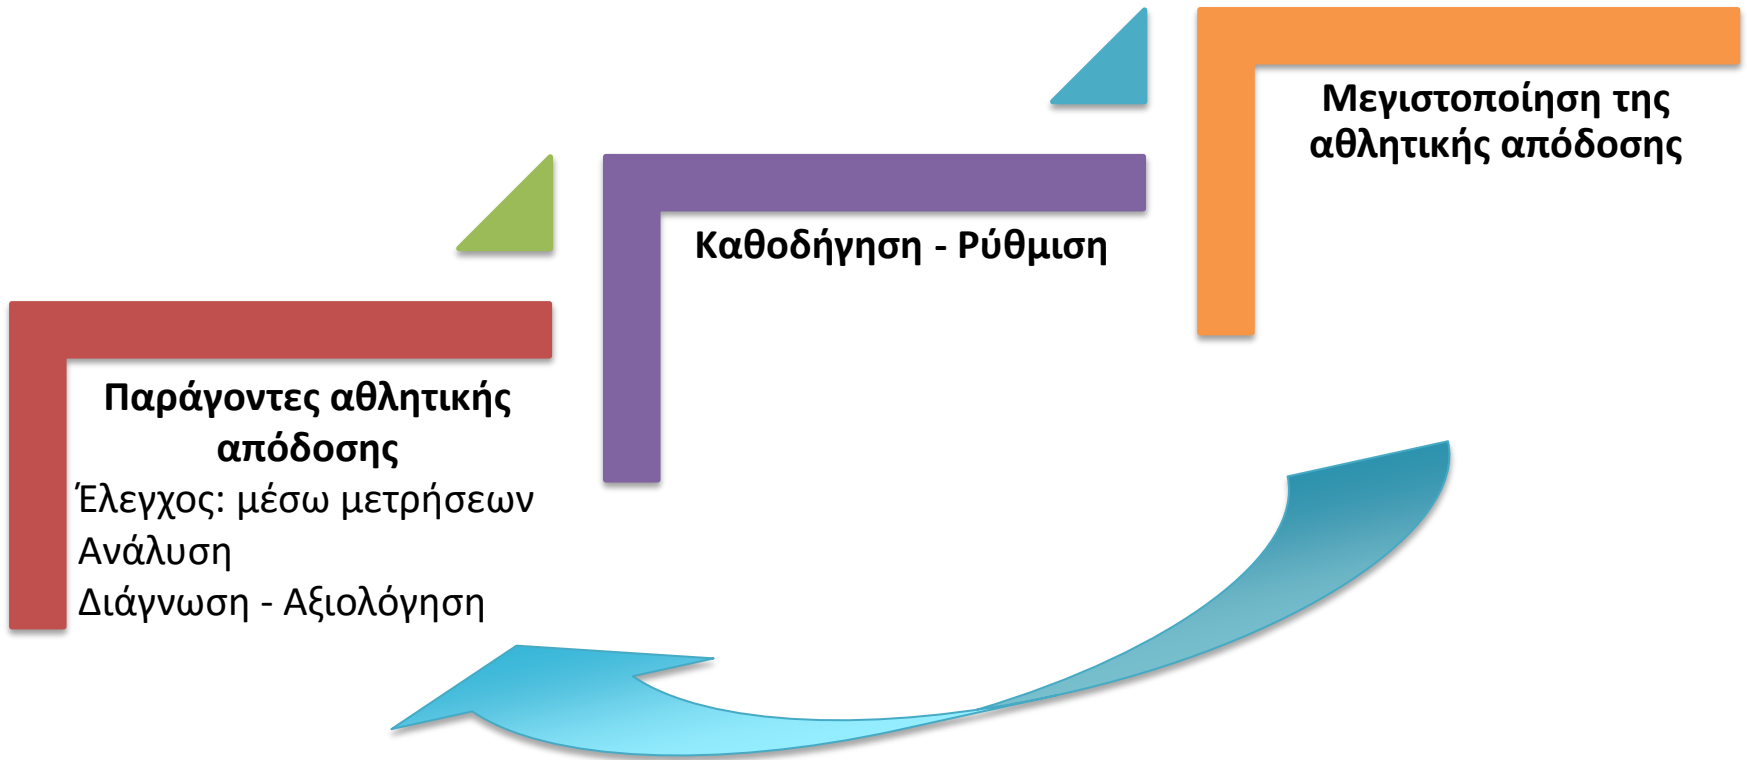 Μεγιστοποίηση της
αθλητικής απόδοσης
Καθοδήγηση - Ρύθμιση
Παράγοντες αθλητικής
απόδοσης
Έλεγχος: μέσω μετρήσεων
Ανάλυση
Διάγνωση - Αξιολόγηση